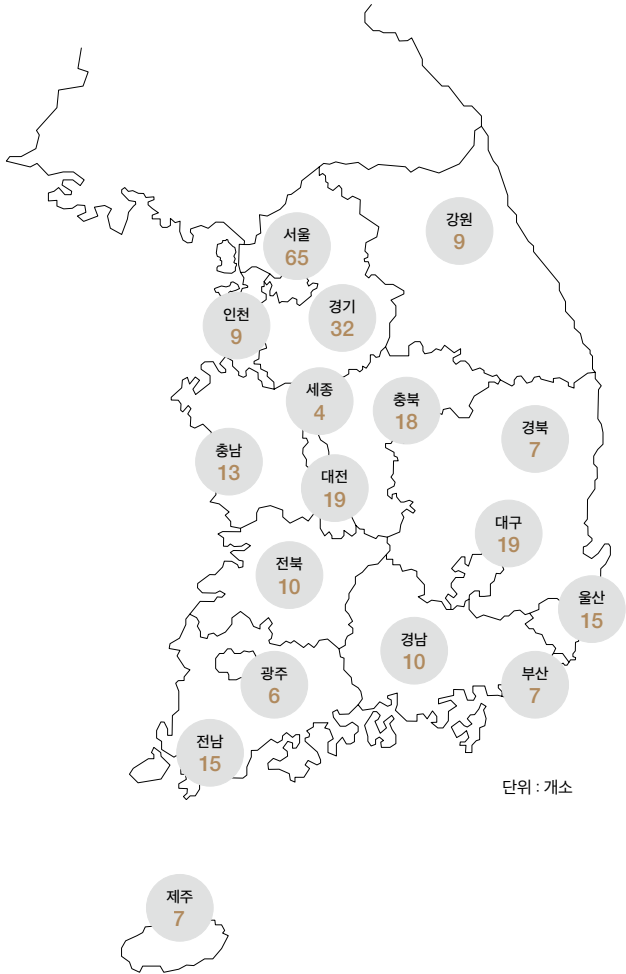 강원
9
서울
65
경기
32
인천
9
세종
4
충북
18
경북
7
충남
13
대전
19
대구
19
전북
10
울산
15
경남
10
광주
6
부산
7
전남
15
단위 : 개소
제주
7